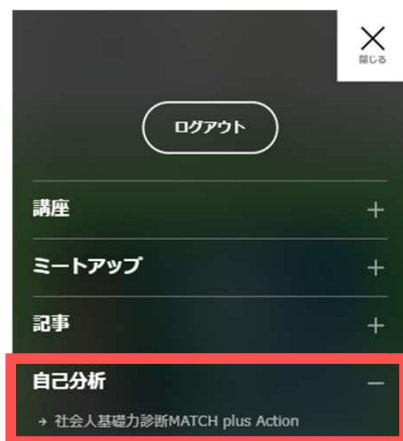 閉じる
ログアウト
講座
ミートアップ
記事
自己分析
→ 社会人基礎力診断MATCH plus Action